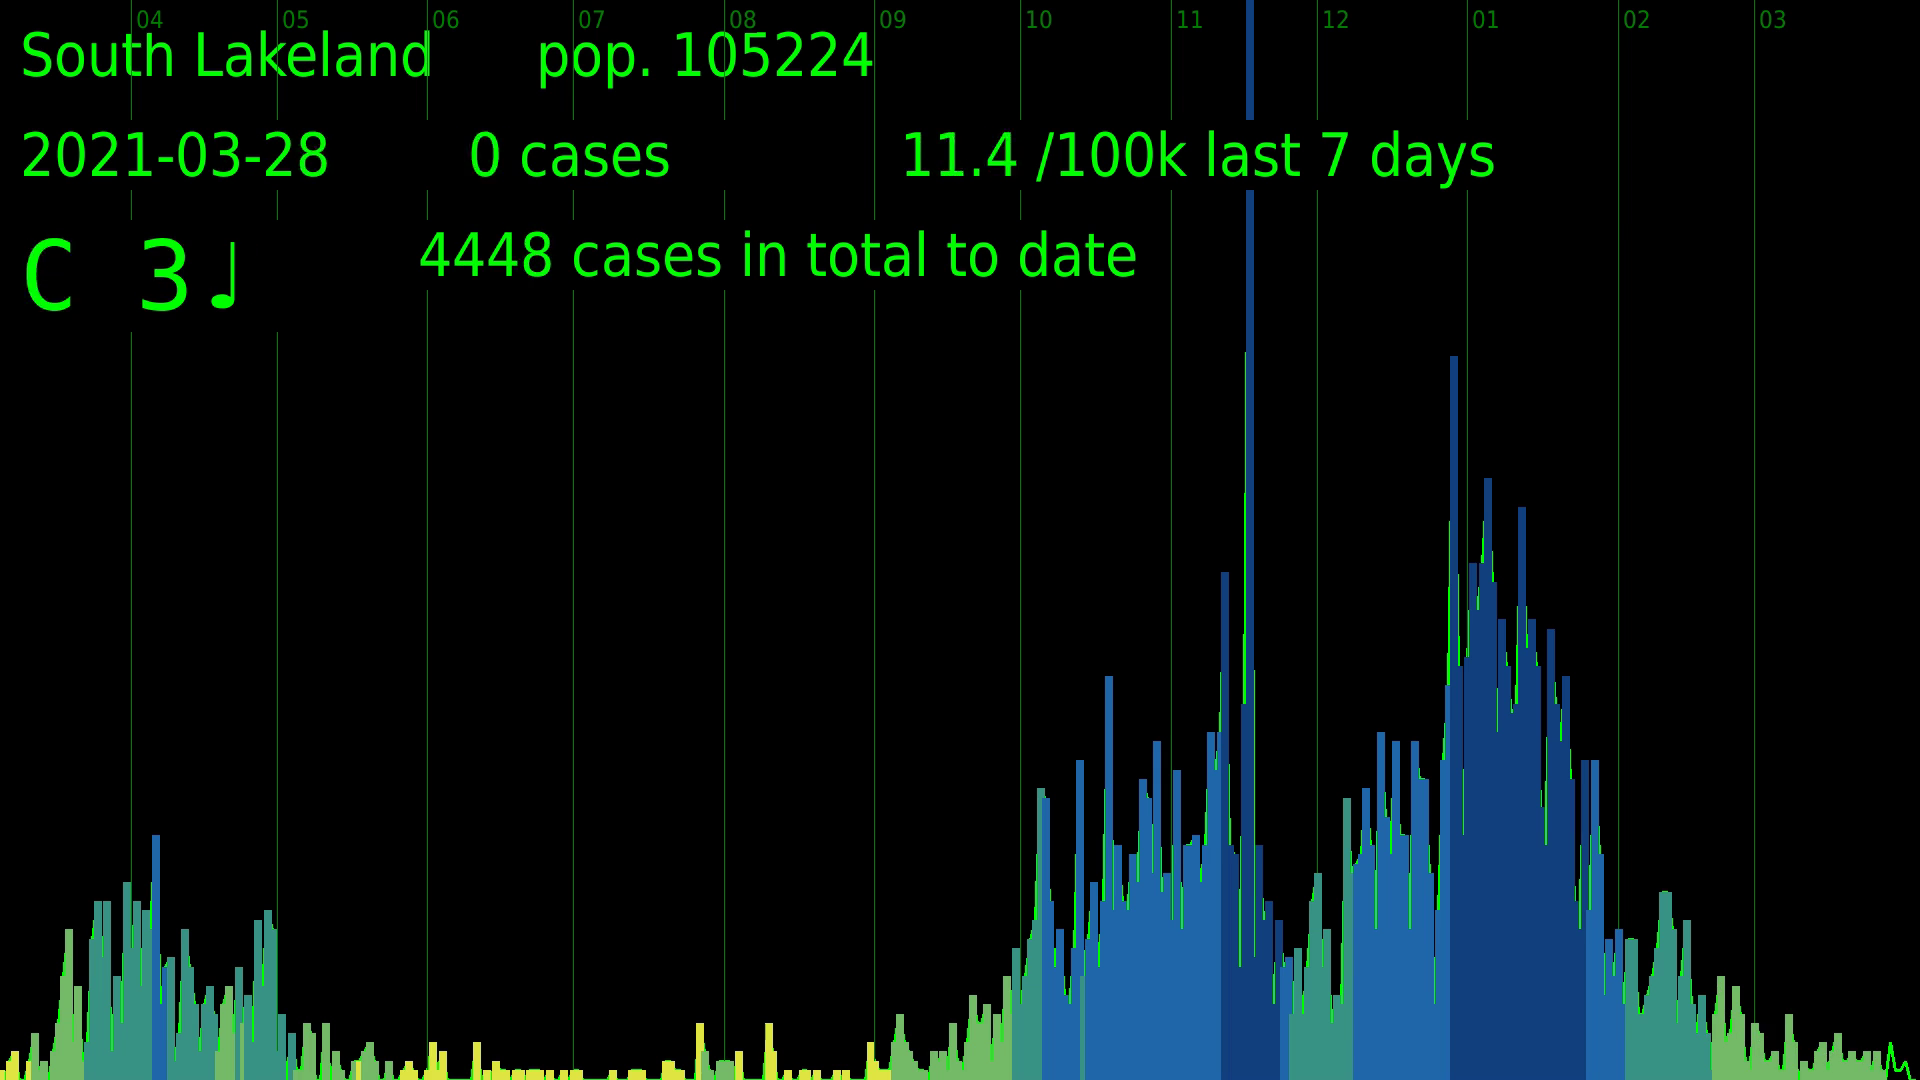 04 05 06 07 08 09 10 11 12 01 02 03
South Lakeland pop. 105224
2021-03-28 0 cases 11.4 /100k last 7 days
C 3♩ 4448 cases in total to date